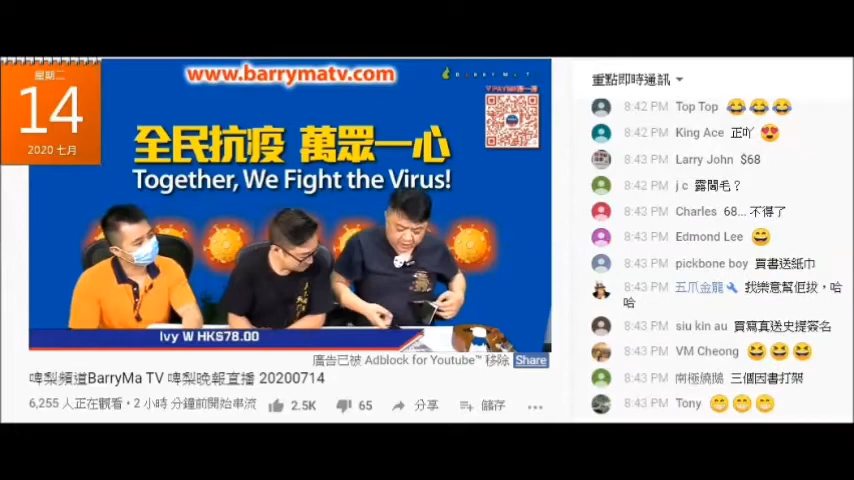 星期二
14
2020 七月
www.barrymatv.com
BARRYMATV
全民抗疫 萬眾一心
Together, We Fight the Virus!
Ivy W HK$78.00
廣告已被 Adblock for Youtube™ 移除 Share
啤梨頻道BarryMa TV 啤梨晚報直播 20200714
6,255 人正在觀看，2 小時 分鐘前開始串流
2.5K
65
分享
儲存
重點即時通訊
8:42 PM Top Top 😂😂😂
8:42 PM King Ace 正吖 😍
8:43 PM Larry John $68
8:42 PM j c 露閪毛？
8:43 PM Charles 68... 不得了
8:43 PM Edmond Lee 😄
8:43 PM pickbone boy 買書送紙巾
8:43 PM 五爪金龍 我樂意幫佢拔，哈
哈
8:43 PM siu kin au 買寫真送史提簽名
8:43 PM VM Cheong 😆😆😆
8:43 PM 南極 三個因書打架
8:43 PM Tony 😁😁😁